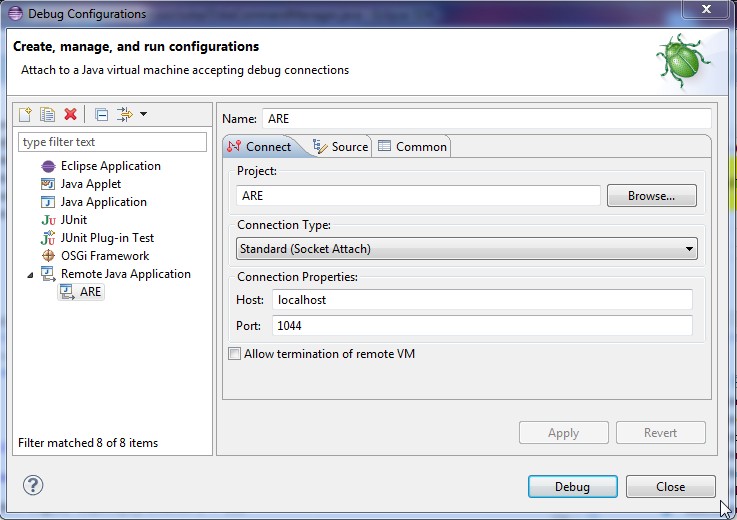 Debug Configurations
Create, manage, and run configurations
Attach to a Java virtual machine accepting debug connections
type filter text
Eclipse Application
Java Applet
Java Application
JUnit
JUnit Plug-in Test
OSGi Framework
Remote Java Application
ARE
Filter matched 8 of 8 items
Name: ARE
Connect Source Common
Project:
ARE Browse...
Connection Type:
Standard (Socket Attach)
Connection Properties:
Host: localhost
Port: 1044
Allow termination of remote VM
Apply Revert
Debug Close